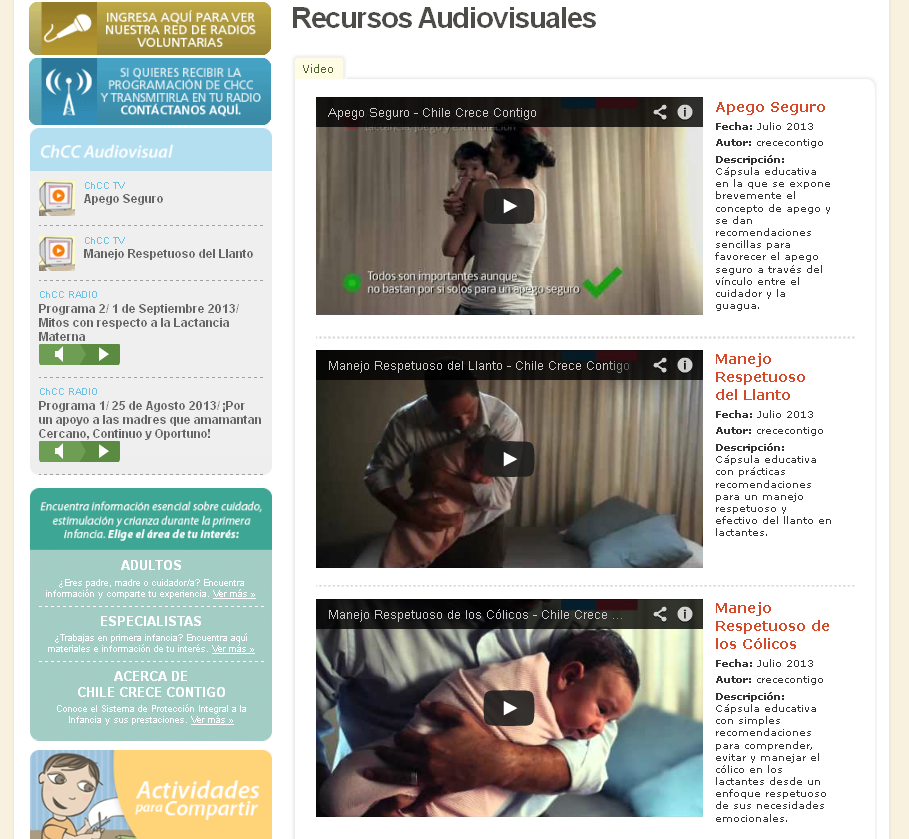 INGRESA AQUÍ PARA VER
NUESTRA RED DE RADIOS
VOLUNTARIAS
SI QUIERES RECIBIR LA
PROGRAMACIÓN DE CHCC
Y TRANSMITIRLA EN TU RADIO
CONTÁCTANOS AQUÍ.
ChCC Audiovisual
ChCC TV
Apego Seguro
ChCC TV
Manejo Respetuoso del Llanto
ChCC RADIO
Programa 2/ 1 de Septiembre 2013/
Mitos con respecto a la Lactancia
Materna
ChCC RADIO
Programa 1/ 25 de Agosto 2013/ ¡Por
un apoyo a las madres que amamantan
Cercano, Continuo y Oportuno!
Encuentra información esencial sobre cuidado,
estimulación y crianza durante la primera
infancia. Elige el área de tu interés:
ADULTOS
¿Eres padre, madre o cuidador/a? Encuentra
información y comparte tu experiencia. Ver más »
ESPECIALISTAS
¿Trabajas en primera infancia? Encuentra aquí
materiales e información de tu interés. Ver más »
ACERCA DE
CHILE CRECE CONTIGO
Conoce el Sistema de Protección Integral a la
Infancia y sus prestaciones. Ver más »
Actividades
para Compartir
Recursos Audiovisuales
Video
Apego Seguro - Chile Crece Contigo
lactancia, juego y estimulación
Todos son importantes aunque
no bastan por si solos para un apego seguro
Apego Seguro
Fecha: Julio 2013
Autor: crececontigo
Descripción:
Cápsula educativa
en la que se expone
brevemente el
concepto de apego y
se dan
recomendaciones
sencillas para
favorecer el apego
seguro a través del
vínculo entre el
cuidador y la
guagua.
Manejo Respetuoso del Llanto - Chile Crece Contigo
Manejo
Respetuoso
del Llanto
Fecha: Julio 2013
Autor: crececontigo
Descripción:
Cápsula educativa
con prácticas
recomendaciones
para un manejo
respetuoso y
efectivo del llanto en
lactantes.
Manejo Respetuoso de los Cólicos - Chile Crece ...
Manejo
Respetuoso de
los Cólicos
Fecha: Julio 2013
Autor: crececontigo
Descripción:
Cápsula educativa
con simples
recomendaciones
para comprender,
evitar y manejar el
cólico en los
lactantes desde un
enfoque respetuoso
de sus necesidades
emocionales.